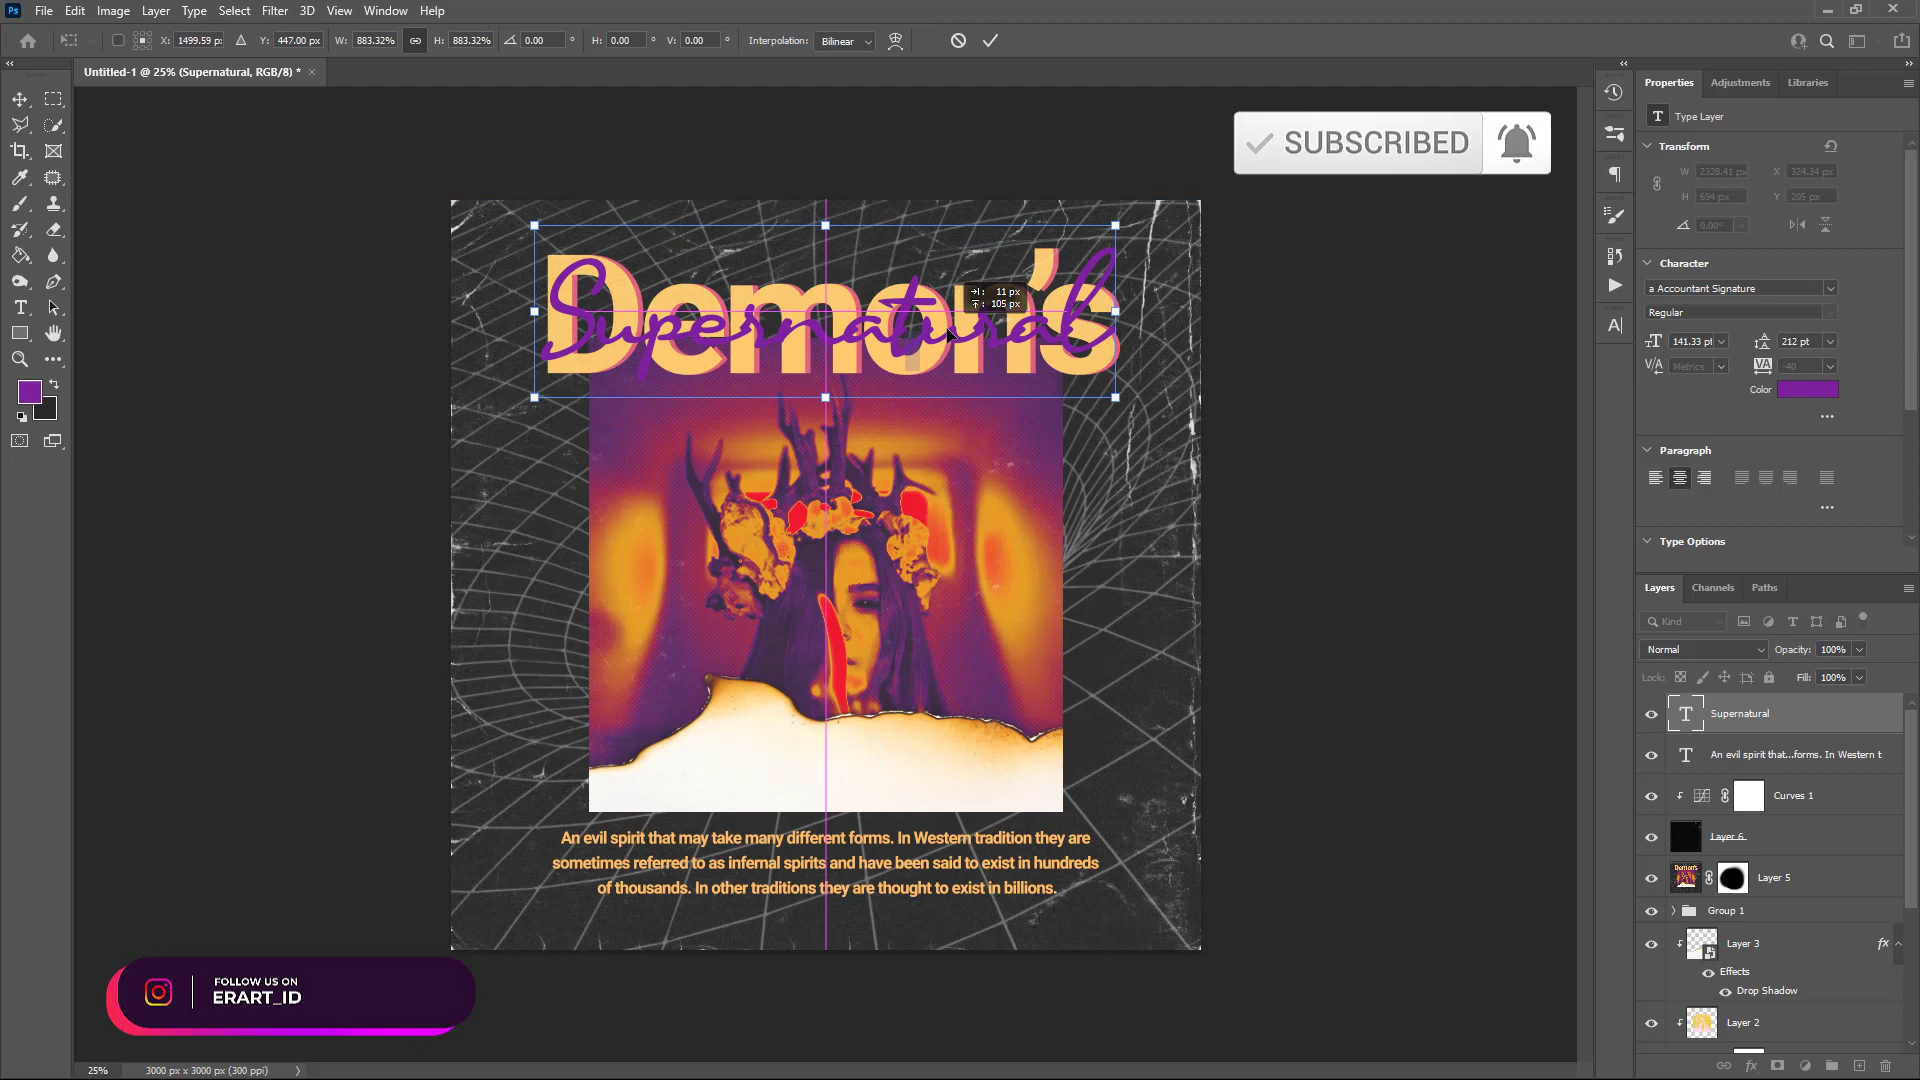 Ps File Edit Image Layer Type Select Filter 3D View Window Help
X: 1499.59 px Y: 447.00 px W: 883.32% H: 883.32% 0.00 ° H: 0.00 ° V: 0.00 ° Interpolation: Bilinear
Untitled-1 @ 25% (Supernatural, RGB/8) * ×
SUBSCRIBED
Demon's
Supernatural
11 px
105 px
An evil spirit that may take many different forms. In Western tradition they are
sometimes referred to as infernal spirits and have been said to exist in hundreds
of thousands. In other traditions they are thought to exist in billions.
FOLLOW US ON
ERART_ID
25% 3000 px x 3000 px (300 ppi)
Properties Adjustments Libraries
T Type Layer
Transform
W 2328.41 px X 324.34 px
H 694 px Y 205 px
0.00°
Character
a Accountant Signature
Regular
141.33 pt 212 pt
Metrics -40
Color
Paragraph
Type Options
Layers Channels Paths
Kind
Normal Opacity: 100%
Lock: Fill: 100%
T Supernatural
T An evil spirit that...forms. In Western t
Curves 1
Layer 6
Layer 5
Group 1
Layer 3 fx
Effects
Drop Shadow
Layer 2